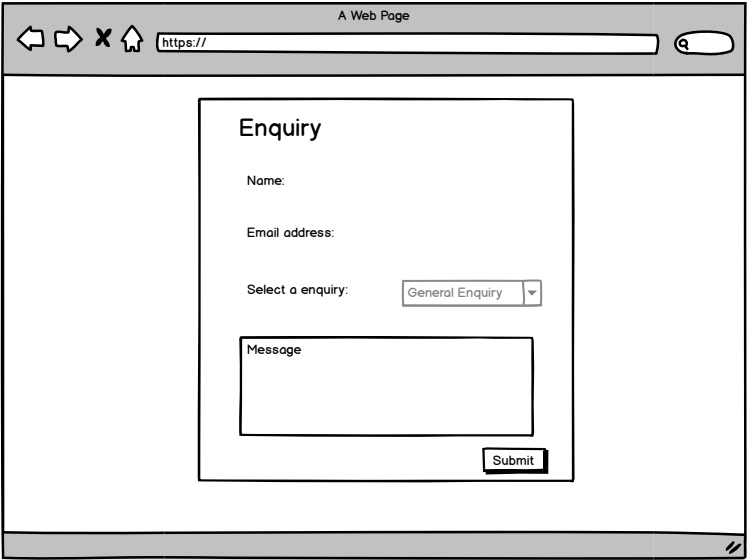 A Web Page
https://
Enquiry
Name:
Email address:
Select a enquiry:
General Enquiry
Message
Submit